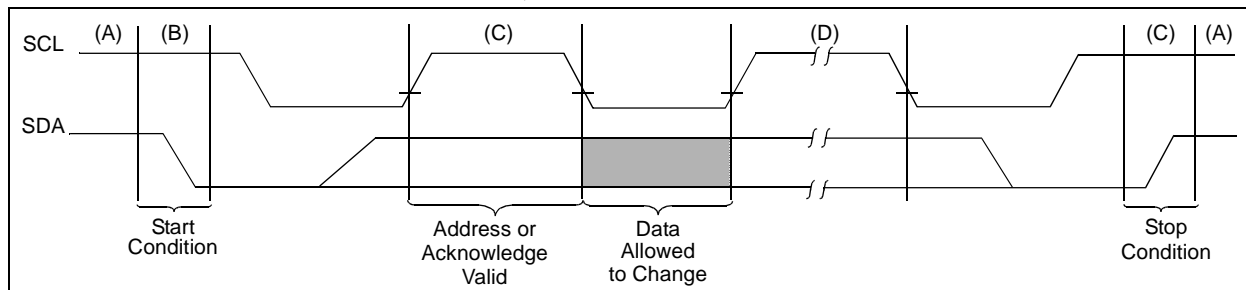 (A) (B) (C) (D) (C) (A)
SCL
SDA
Start
Condition
Address or
Acknowledge
Valid
Data
Allowed
to Change
Stop
Condition